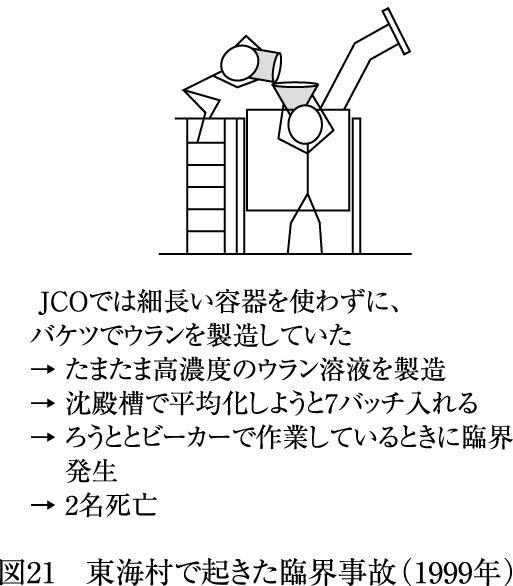 JCOでは細長い容器を使わずに、
バケツでウランを製造していた
→ たまたま高濃度のウラン溶液を製造
→ 沈殿槽で平均化しようと7バッチ入れる
→ ろうととビーカーで作業しているときに臨界
発生
→ 2名死亡
図21　東海村で起きた臨界事故（1999年）